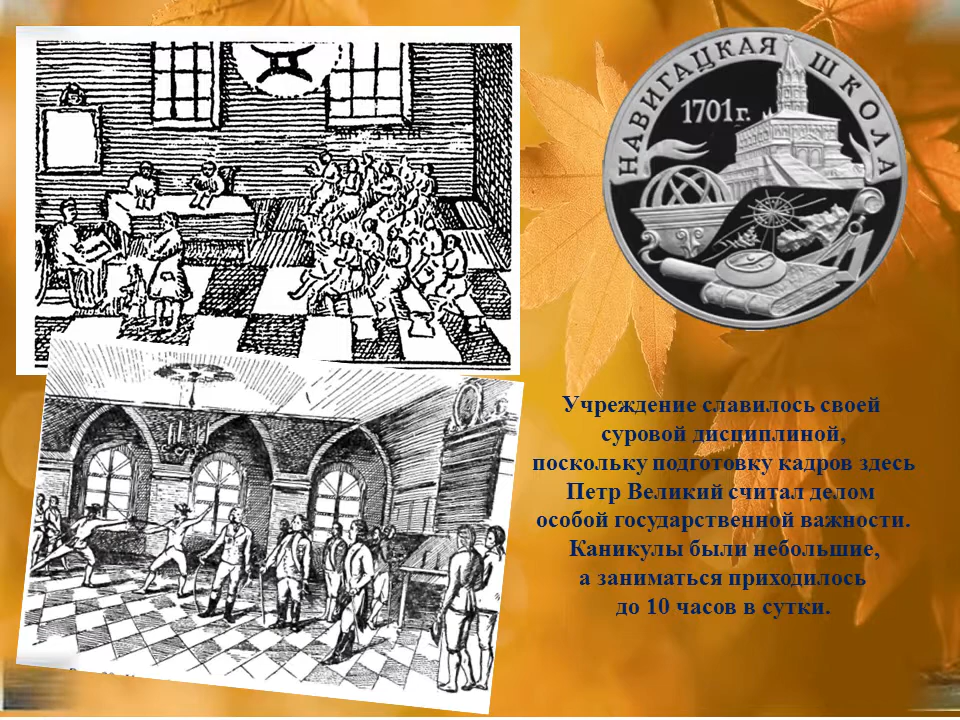 НАВИГАЦКАЯ ШКОЛА
1701 г.
Учреждение славилось своей
суровой дисциплиной,
поскольку подготовку кадров здесь
Петр Великий считал делом
особой государственной важности.
Каникулы были небольшие,
а заниматься приходилось
до 10 часов в сутки.